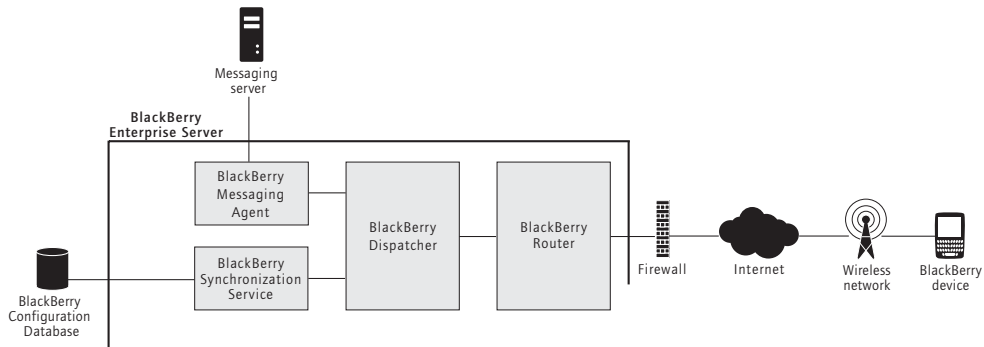 Messaging
server
BlackBerry
Enterprise Server
BlackBerry
Messaging
Agent
BlackBerry
Dispatcher
BlackBerry
Router
BlackBerry
Synchronization
Service
BlackBerry
Configuration
Database
Firewall
Internet
Wireless
network
BlackBerry
device